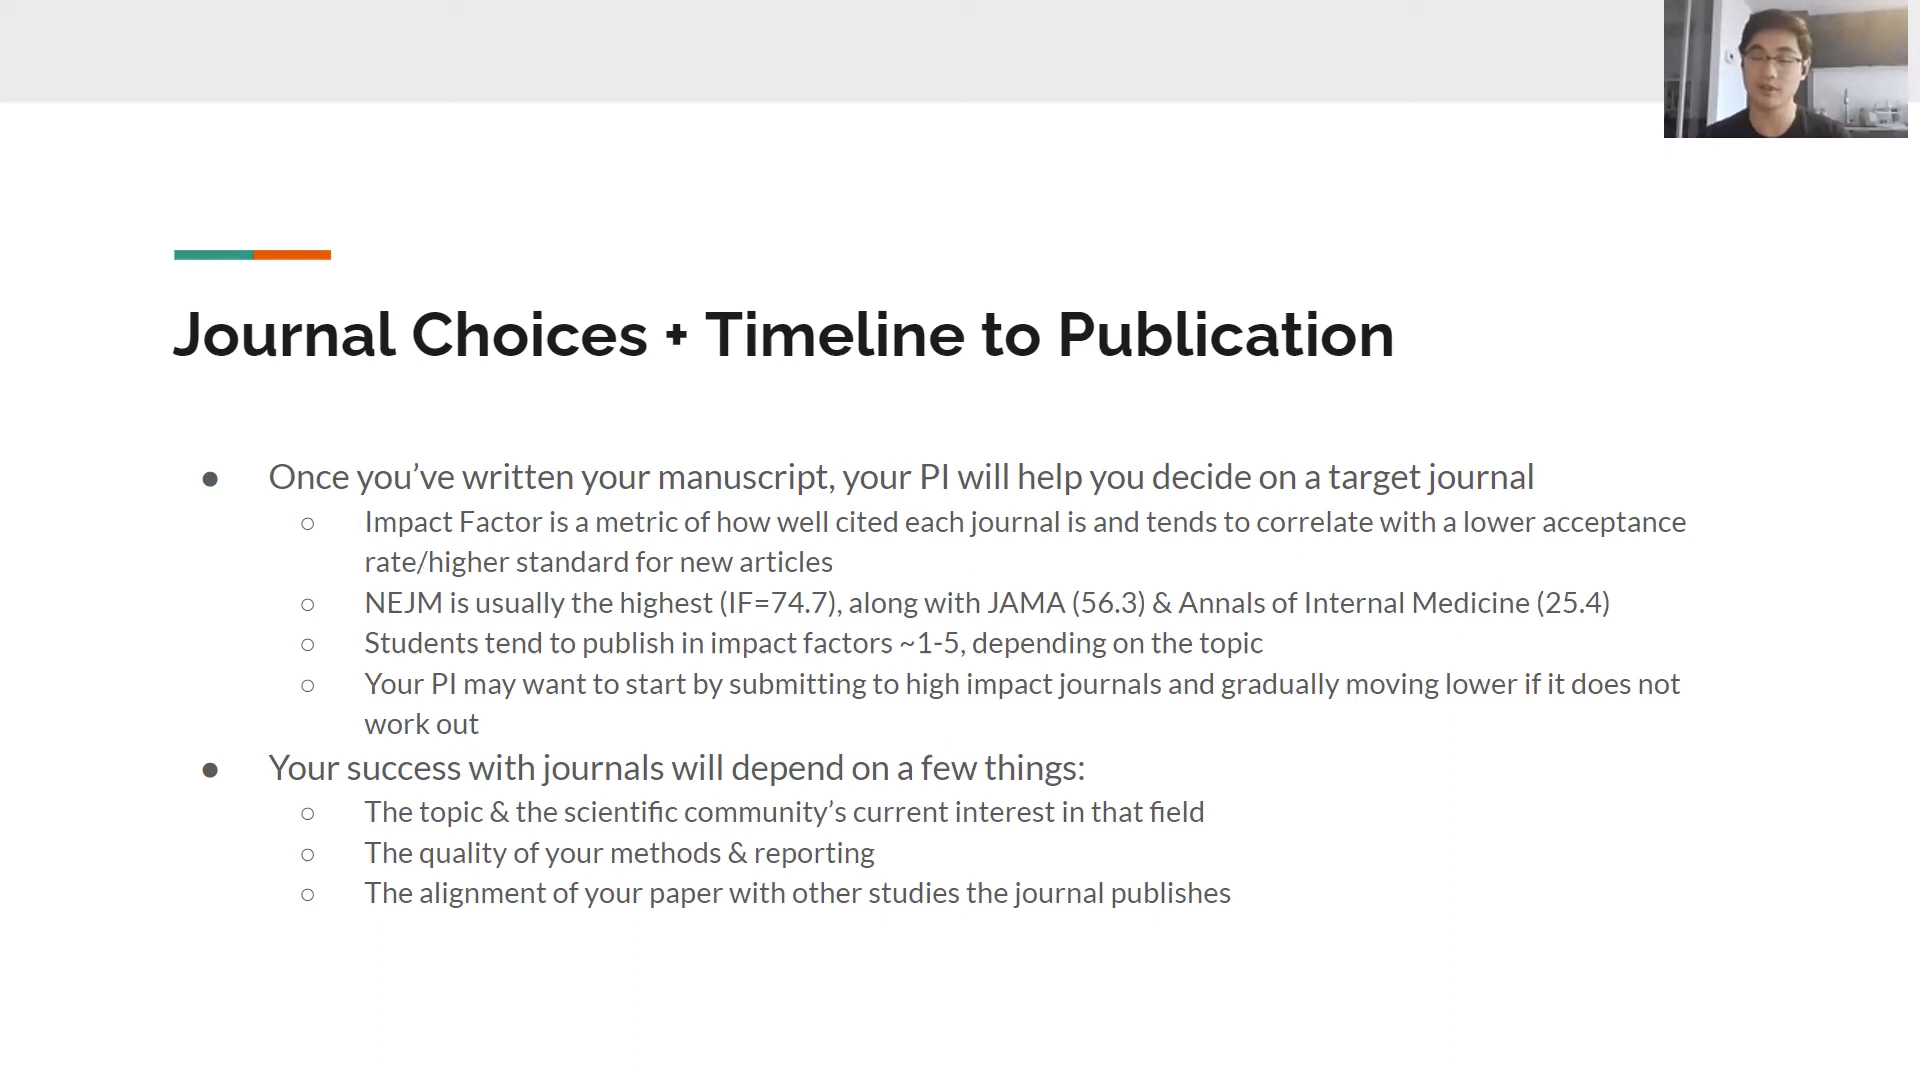 Journal Choices + Timeline to Publication
● Once you’ve written your manuscript, your PI will help you decide on a target journal
○ Impact Factor is a metric of how well cited each journal is and tends to correlate with a lower acceptance
rate/higher standard for new articles
○ NEJM is usually the highest (IF=74.7), along with JAMA (56.3) & Annals of Internal Medicine (25.4)
○ Students tend to publish in impact factors ~1-5, depending on the topic
○ Your PI may want to start by submitting to high impact journals and gradually moving lower if it does not
work out
● Your success with journals will depend on a few things:
○ The topic & the scientific community’s current interest in that field
○ The quality of your methods & reporting
○ The alignment of your paper with other studies the journal publishes